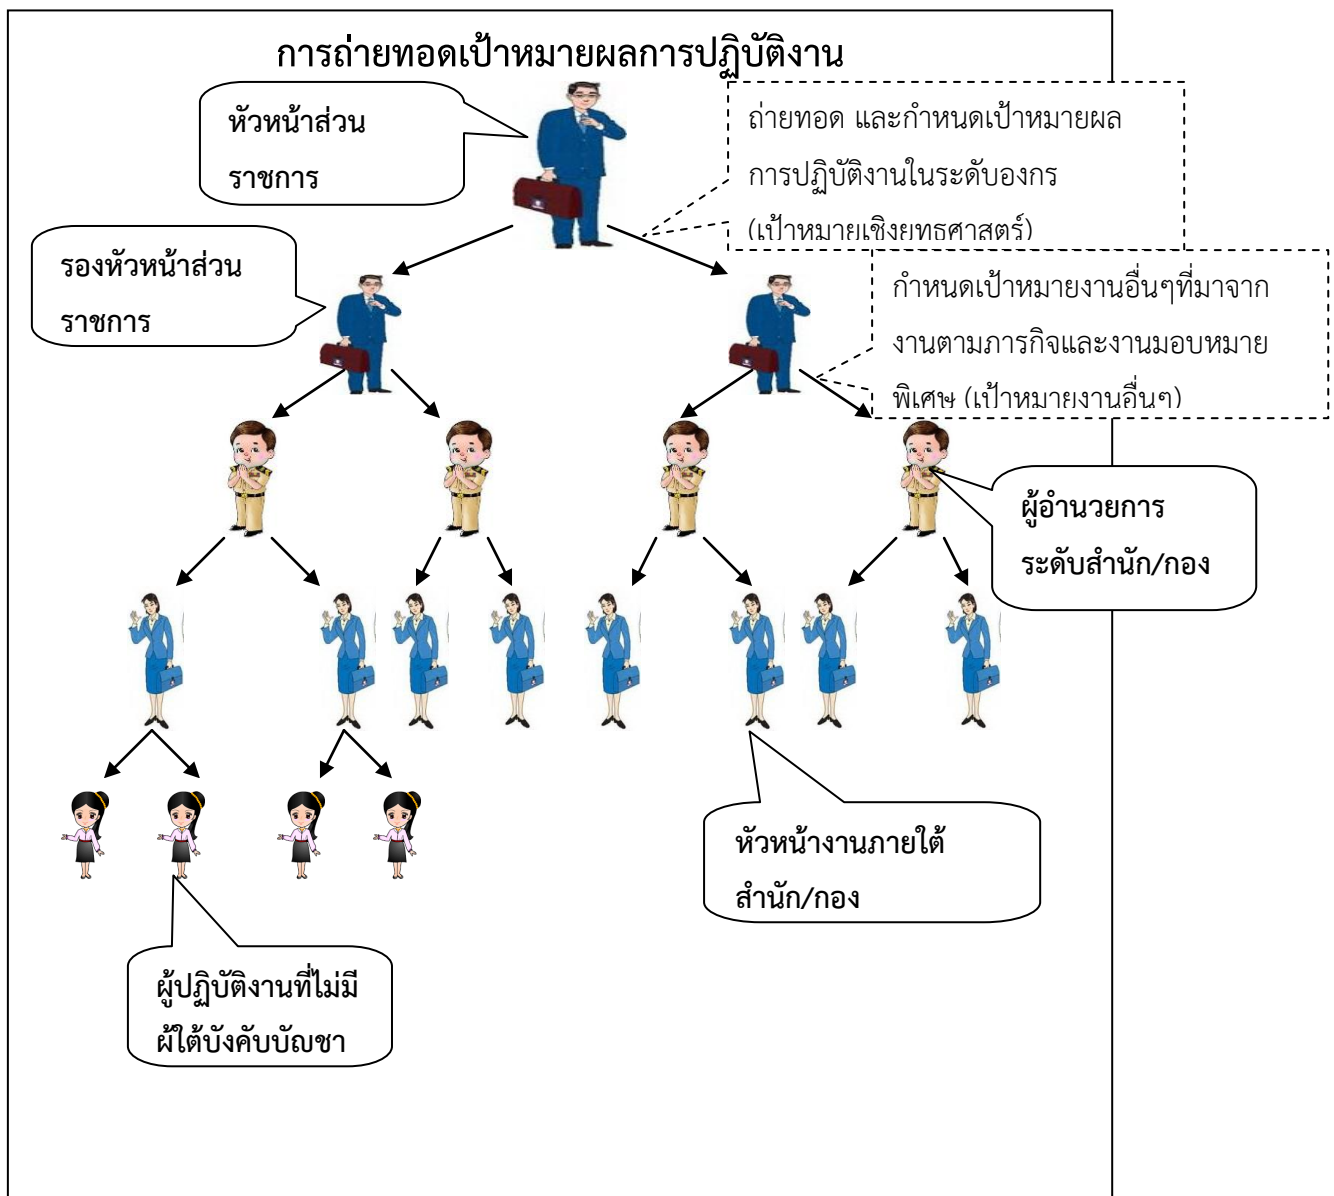 การถ่ายทอดเป้าหมายผลการปฏิบัติงาน
หัวหน้าส่วน
ราชการ
ถ่ายทอด และกำหนดเป้าหมายผล
การปฏิบัติงานในระดับองกร
(เป้าหมายเชิงยุทธศาสตร์)
รองหัวหน้าส่วน
ราชการ
กำหนดเป้าหมายงานอื่นๆที่มาจาก
งานตามภารกิจและงานมอบหมาย
พิเศษ (เป้าหมายงานอื่นๆ)
ผู้อำนวยการ
ระดับสำนัก/กอง
หัวหน้างานภายใต้
สำนัก/กอง
ผู้ปฏิบัติงานที่ไม่มี
ผู้ใต้บังคับบัญชา